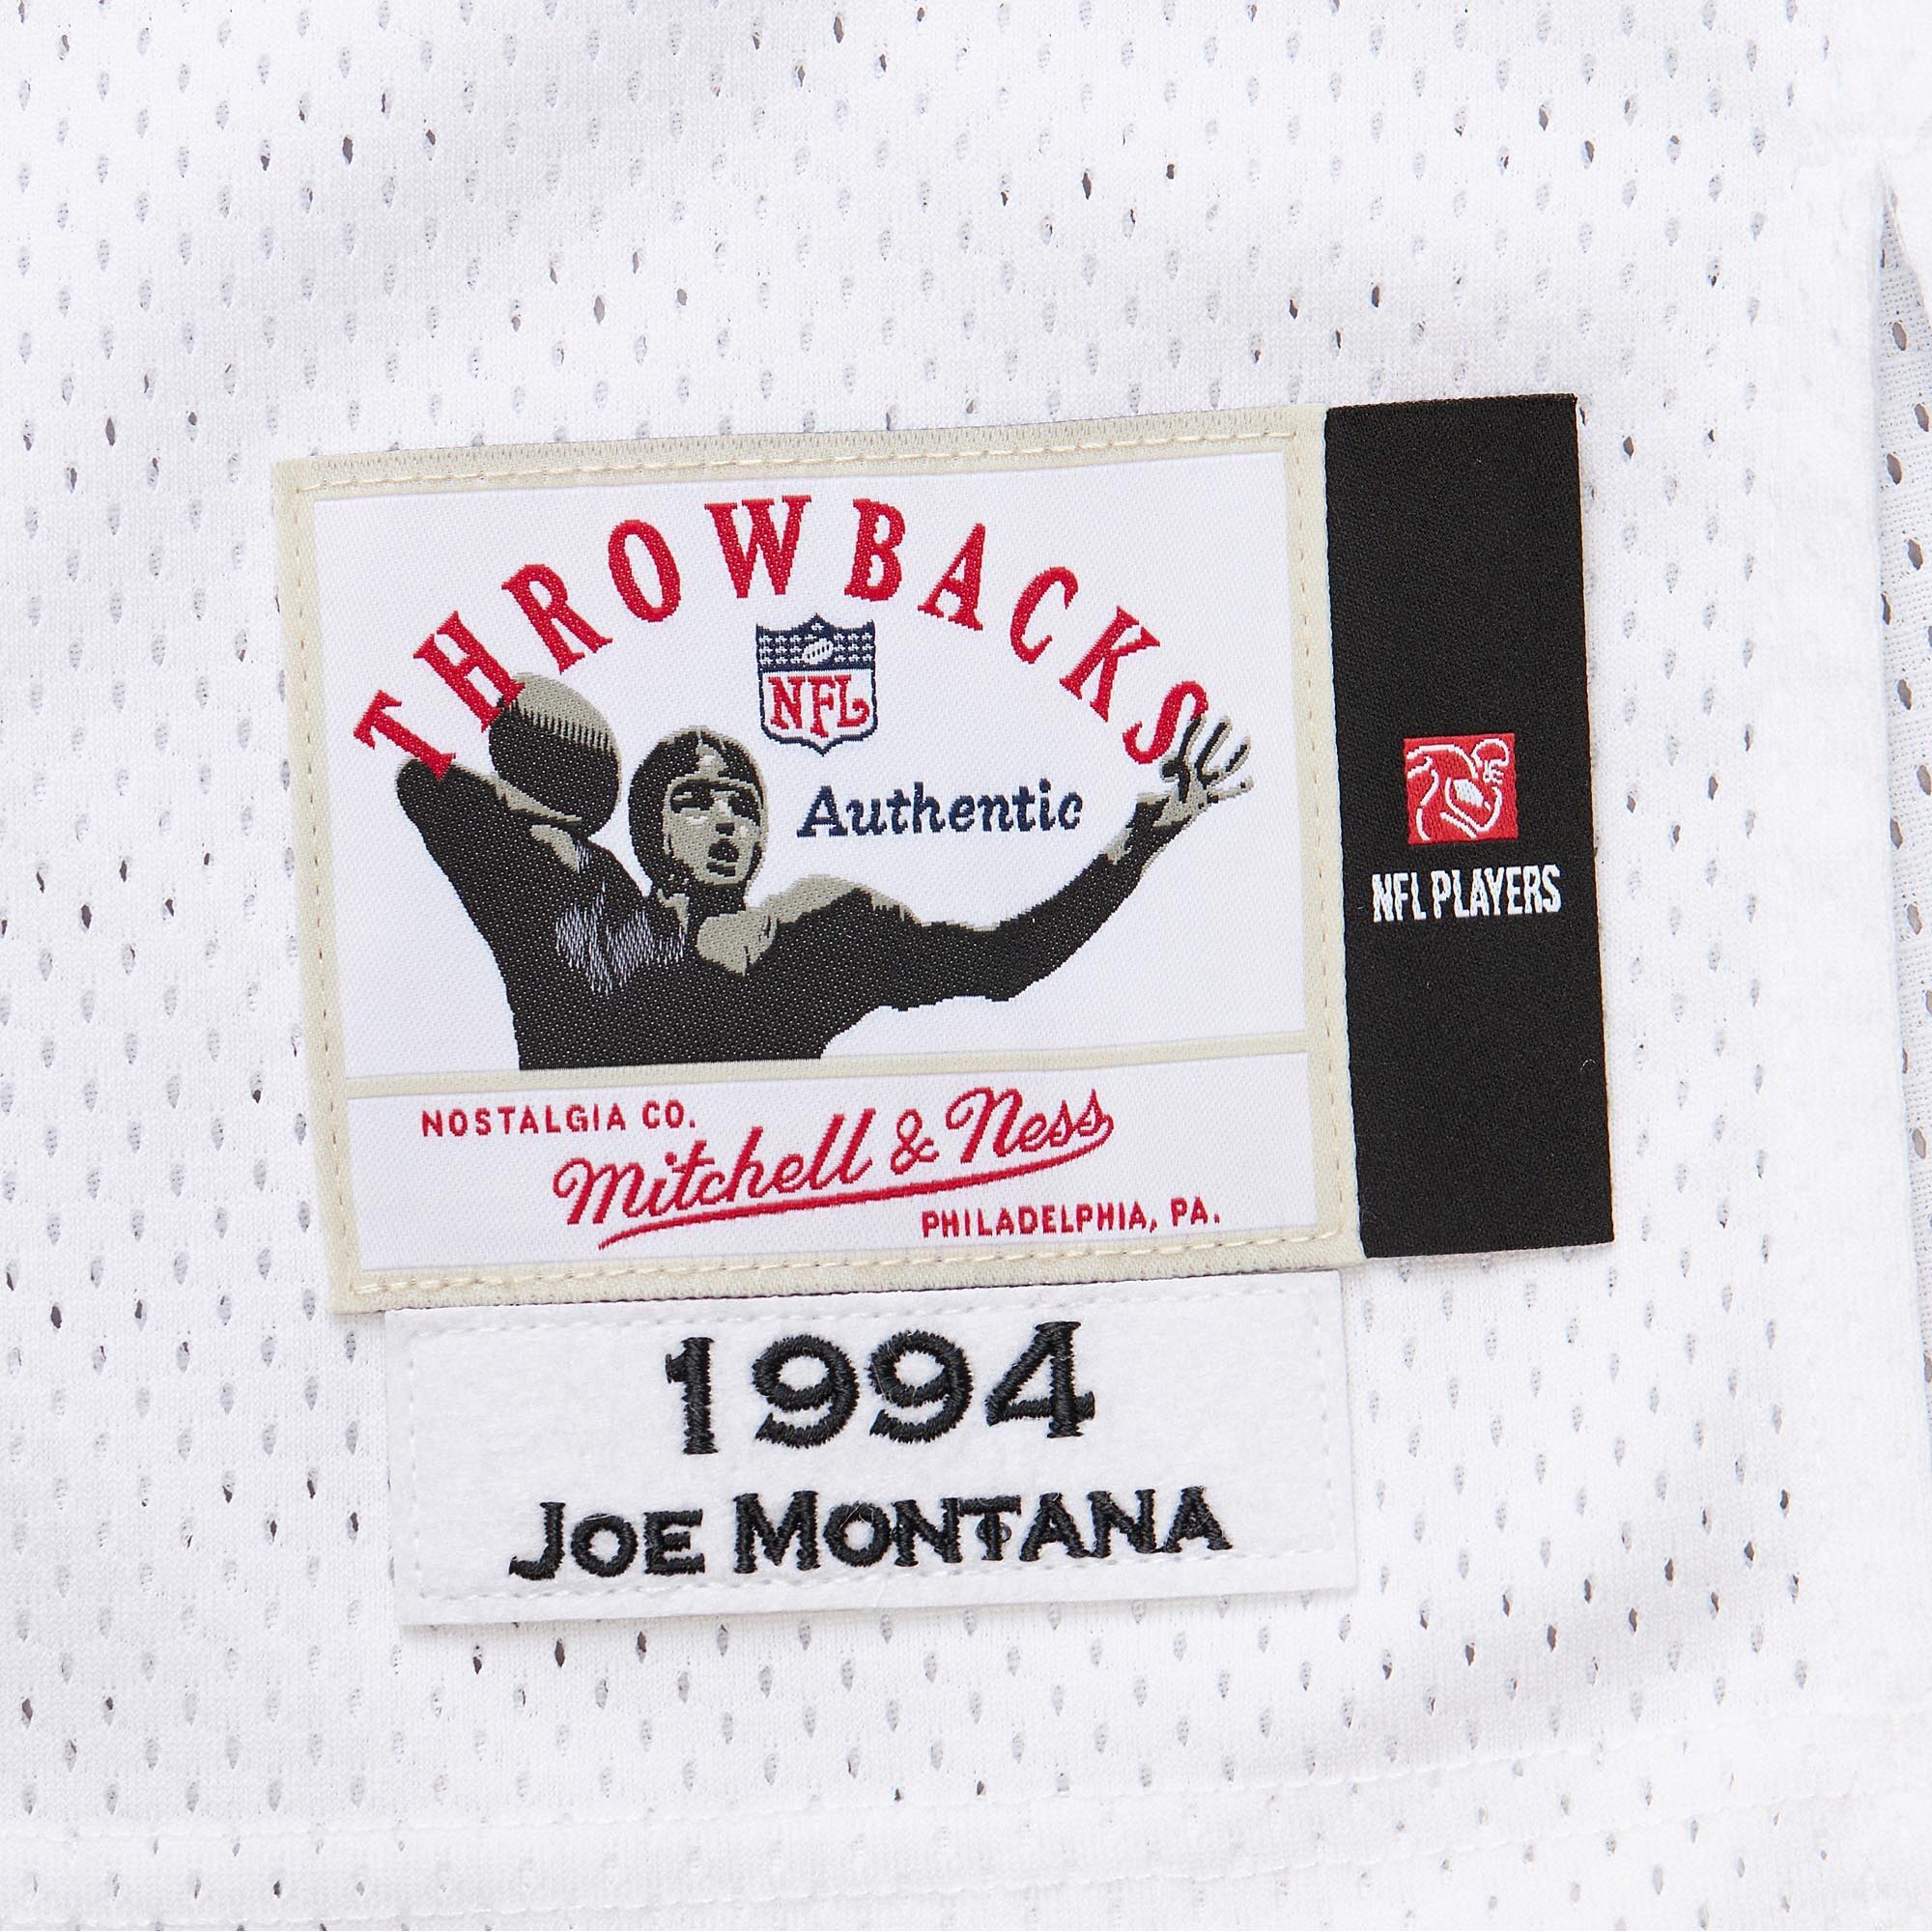 THROWBACKS
NFL
Authentic
NFL PLAYERS
NOSTALGIA CO.
Mitchell & Ness
PHILADELPHIA, PA.
1994
JOE MONTANA